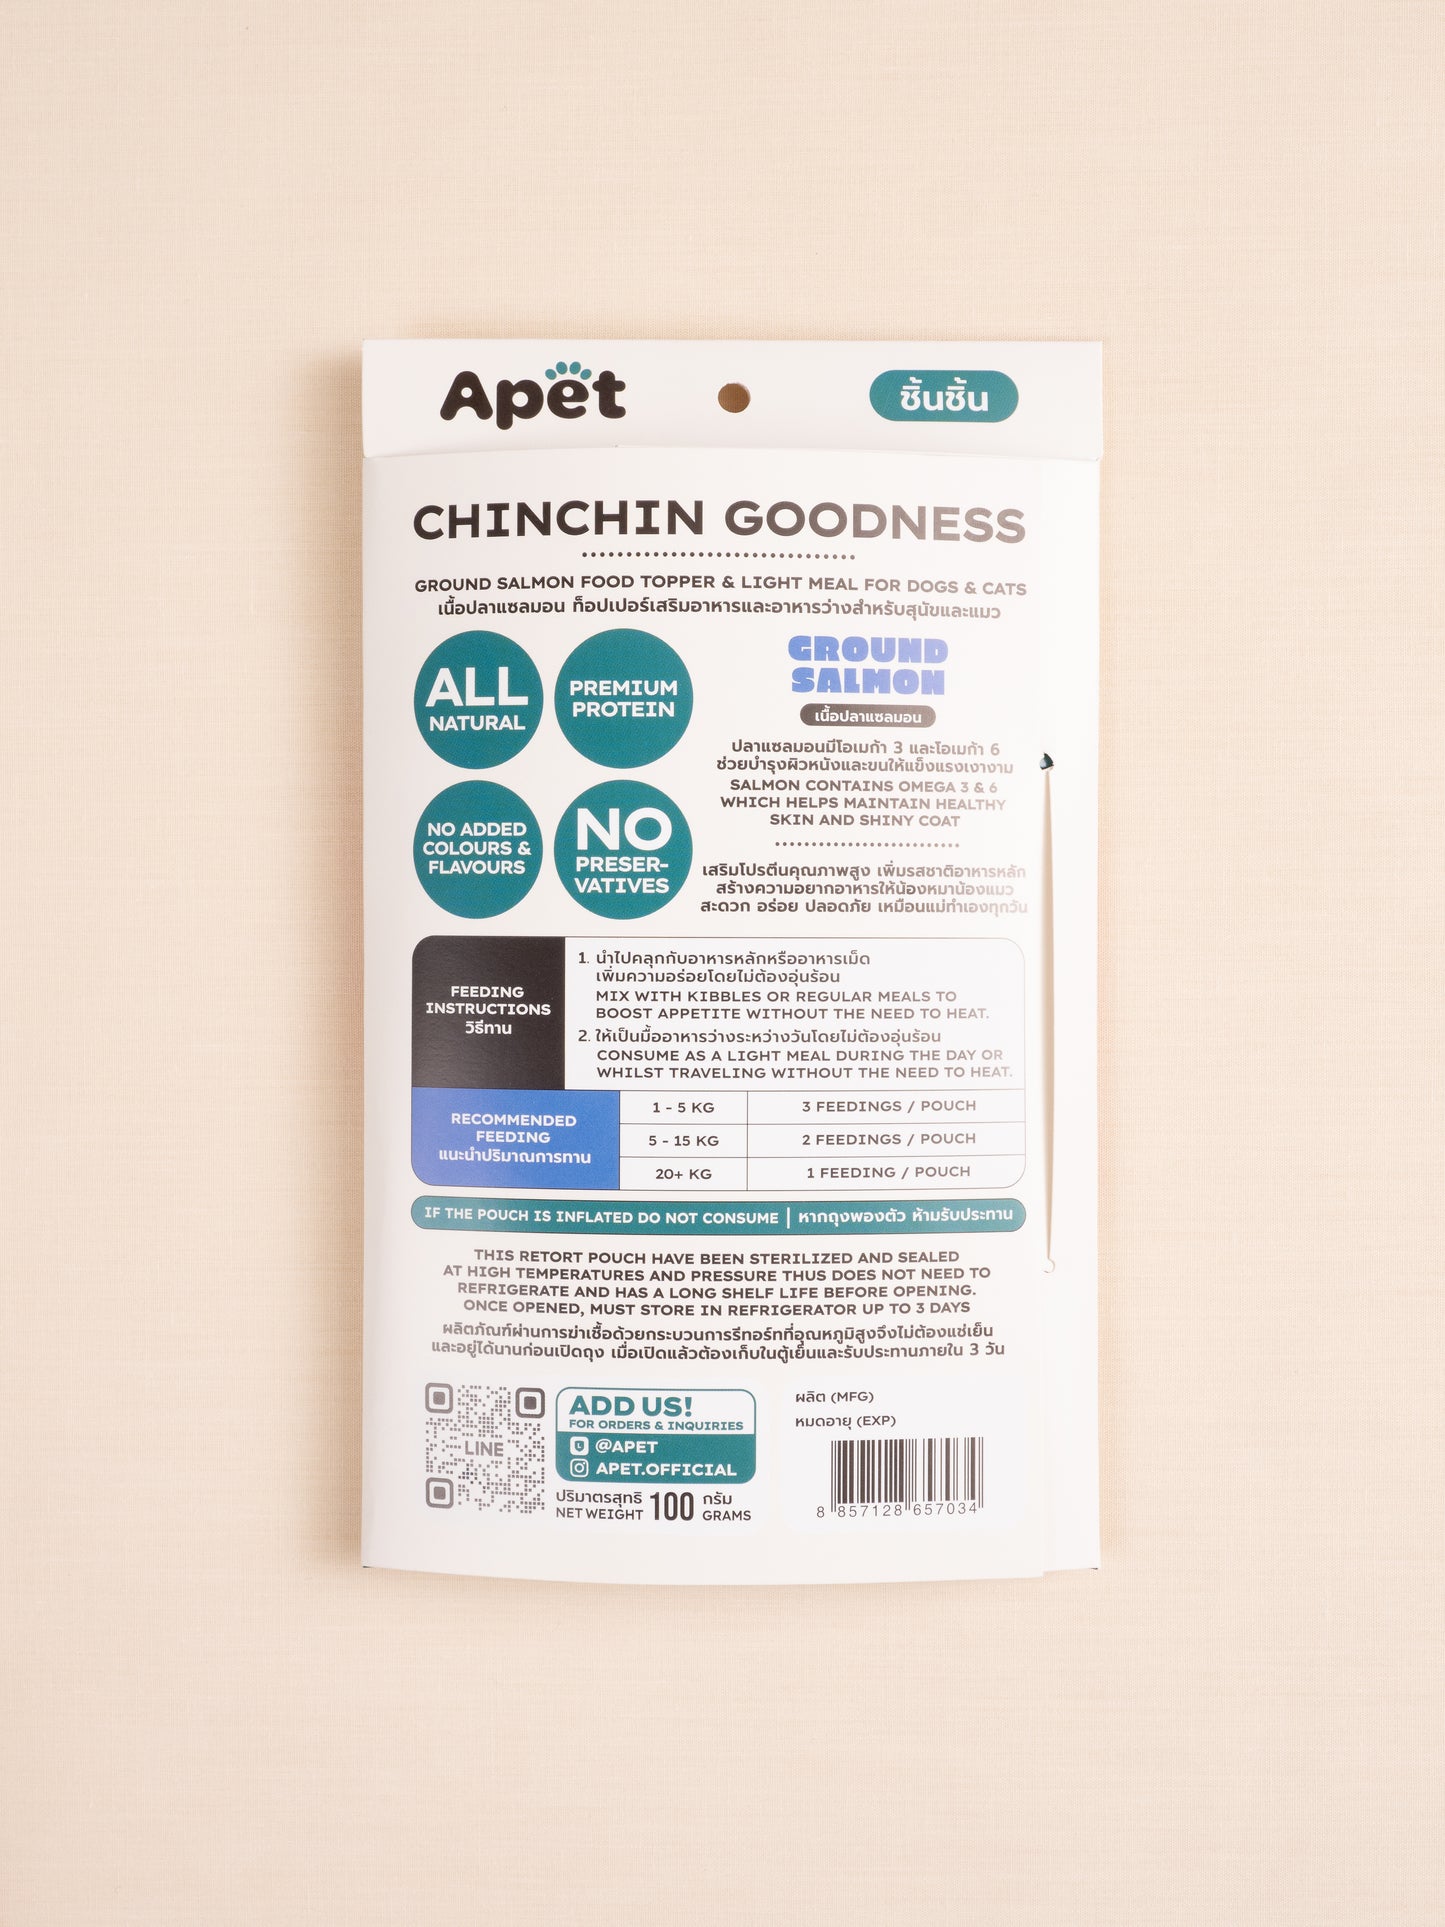 Apet
ชิ้นชิ้น
CHINCHIN GOODNESS
GROUND SALMON FOOD TOPPER & LIGHT MEAL FOR DOGS & CATS
เนื้อปลาแซลมอน ท็อปเปอร์เสริมอาหารและอาหารว่างสำหรับสุนัขและแมว
ALL
NATURAL
PREMIUM
PROTEIN
NO ADDED
COLOURS &
FLAVOURS
NO
PRESER-
VATIVES
GROUND
SALMON
เนื้อปลาแซลมอน
ปลาแซลมอนมีโอเมก้า 3 และโอเมก้า 6
ช่วยบำรุงผิวหนังและขนให้แข็งแรงเงางาม
SALMON CONTAINS OMEGA 3 & 6
WHICH HELPS MAINTAIN HEALTHY
SKIN AND SHINY COAT
เสริมโปรตีนคุณภาพสูง เพิ่มรสชาติอาหารหลัก
สร้างความอยากอาหารให้น้องหมาน้องแมว
สะดวก อร่อย ปลอดภัย เหมือนแม่ทำเองทุกวัน
FEEDING
INSTRUCTIONS
วิธีทาน
1. นำไปคลุกกับอาหารหลักหรืออาหารเม็ด
เพิ่มความอร่อยโดยไม่ต้องอุ่นร้อน
MIX WITH KIBBLES OR REGULAR MEALS TO
BOOST APPETITE WITHOUT THE NEED TO HEAT.
2. ให้เป็นมื้ออาหารว่างระหว่างวันโดยไม่ต้องอุ่นร้อน
CONSUME AS A LIGHT MEAL DURING THE DAY OR
WHILST TRAVELING WITHOUT THE NEED TO HEAT.
RECOMMENDED
FEEDING
แนะนำปริมาณการทาน
1 - 5 KG 3 FEEDINGS / POUCH
5 - 15 KG 2 FEEDINGS / POUCH
20+ KG 1 FEEDING / POUCH
IF THE POUCH IS INFLATED DO NOT CONSUME | หากถุงพองตัว ห้ามรับประทาน
THIS RETORT POUCH HAVE BEEN STERILIZED AND SEALED
AT HIGH TEMPERATURES AND PRESSURE THUS DOES NOT NEED TO
REFRIGERATE AND HAS A LONG SHELF LIFE BEFORE OPENING.
ONCE OPENED, MUST STORE IN REFRIGERATOR UP TO 3 DAYS
ผลิตภัณฑ์ผ่านการฆ่าเชื้อด้วยกระบวนการรีทอร์ทที่อุณหภูมิสูงจึงไม่ต้องแช่เย็น
และอยู่ได้นานก่อนเปิดถุง เมื่อเปิดแล้วต้องเก็บในตู้เย็นและรับประทานภายใน 3 วัน
LINE
ADD US!
FOR ORDERS & INQUIRIES
@APET
APET.OFFICIAL
ปริมาตรสุทธิ 100 กรัม
NET WEIGHT GRAMS
ผลิต (MFG)
หมดอายุ (EXP)
8 857128 657034